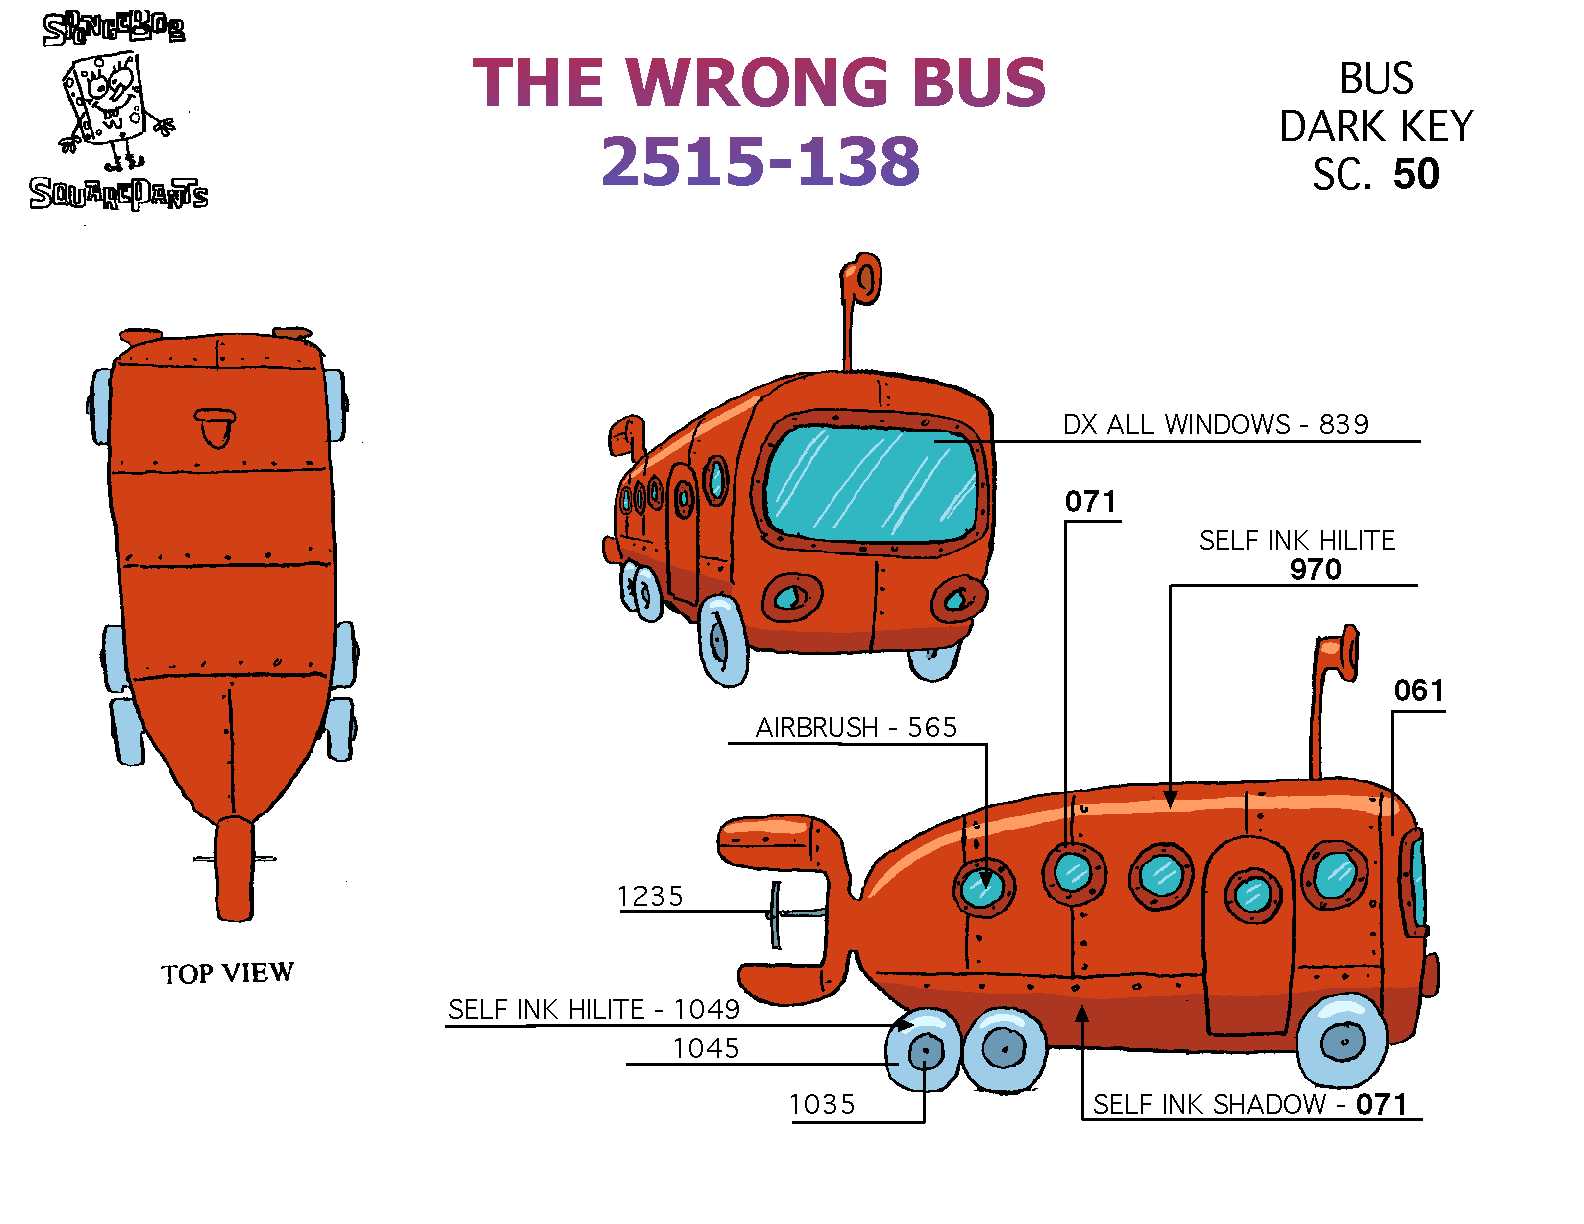 SPONGEBOB
SQUAREPANTS
THE WRONG BUS
2515-138
BUS
DARK KEY
SC. 50
DX ALL WINDOWS - 839
071
SELF INK HILITE
970
061
AIRBRUSH - 565
1235
TOP VIEW
SELF INK HILITE - 1049
1045
1035
SELF INK SHADOW - 071